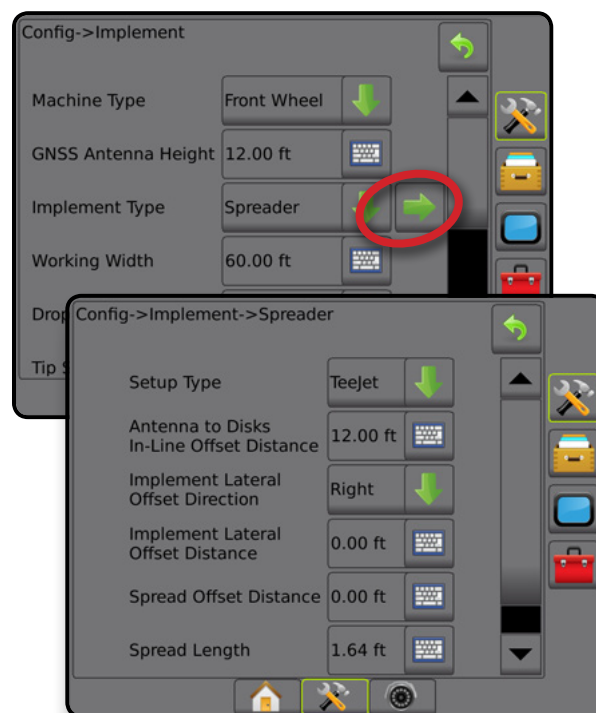 Config->Implement
Machine Type
Front Wheel
GNSS Antenna Height
12.00 ft
Implement Type
Spreader
Working Width
60.00 ft
Config->Implement->Spreader
Setup Type
TeeJet
Antenna to Disks
In-Line Offset Distance
12.00 ft
Implement Lateral
Offset Direction
Right
Implement Lateral
Offset Distance
0.00 ft
Spread Offset Distance
0.00 ft
Spread Length
1.64 ft